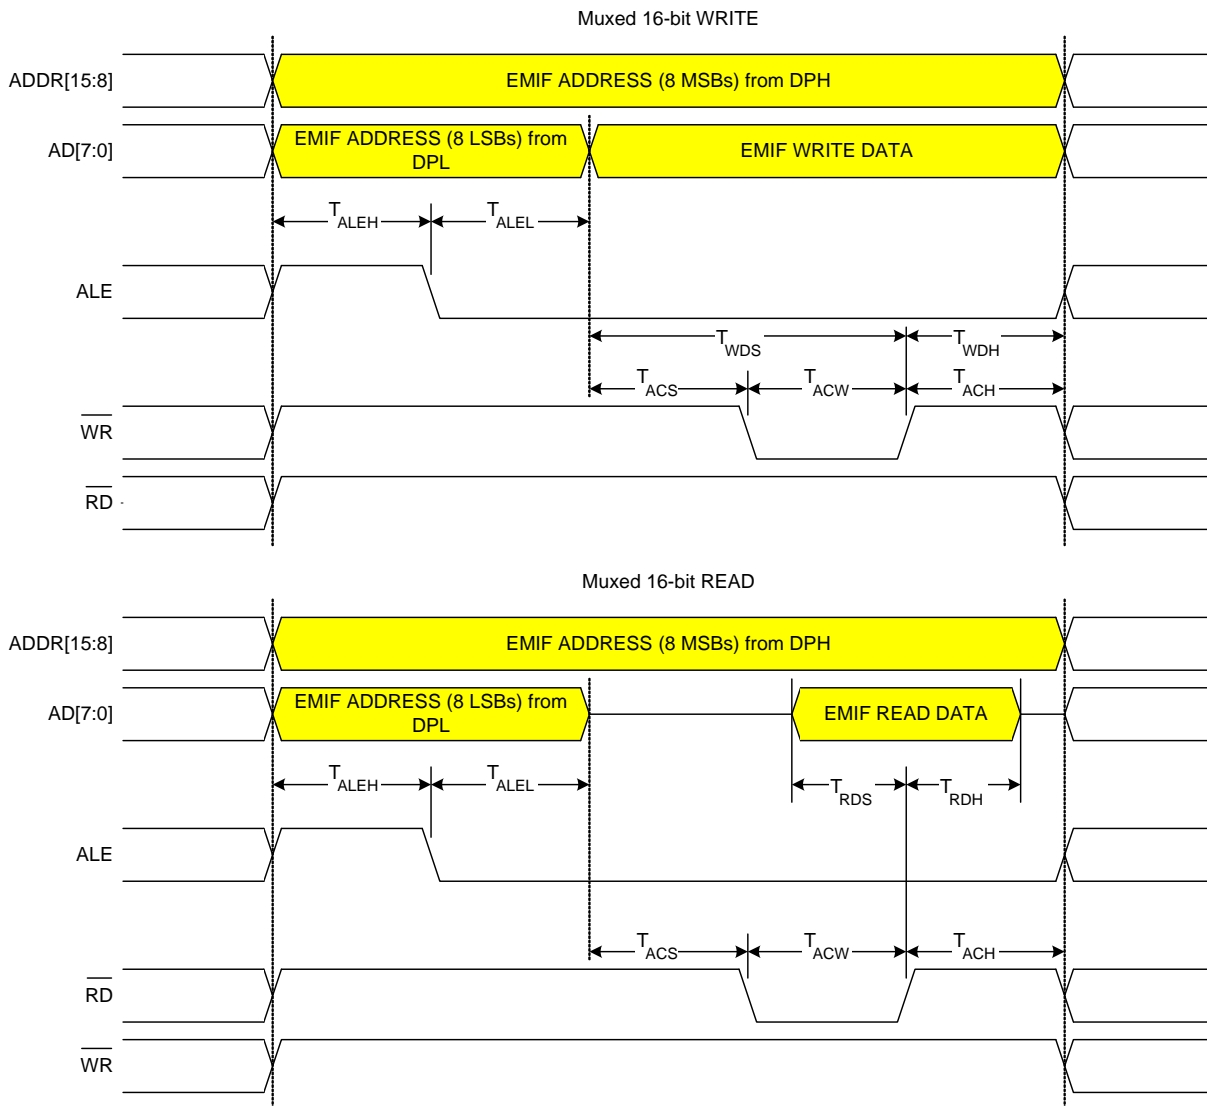 Muxed 16-bit WRITE
ADDR[15:8]
EMIF ADDRESS (8 MSBs) from DPH
AD[7:0]
EMIF ADDRESS (8 LSBs) from
DPL
EMIF WRITE DATA
TALEH
TALEL
ALE
TWDS
TWDH
TACS
TACW
TACH
WR
RD
Muxed 16-bit READ
ADDR[15:8]
EMIF ADDRESS (8 MSBs) from DPH
AD[7:0]
EMIF ADDRESS (8 LSBs) from
DPL
EMIF READ DATA
TALEH
TALEL
TRDS
TRDH
ALE
TACS
TACW
TACH
RD
WR